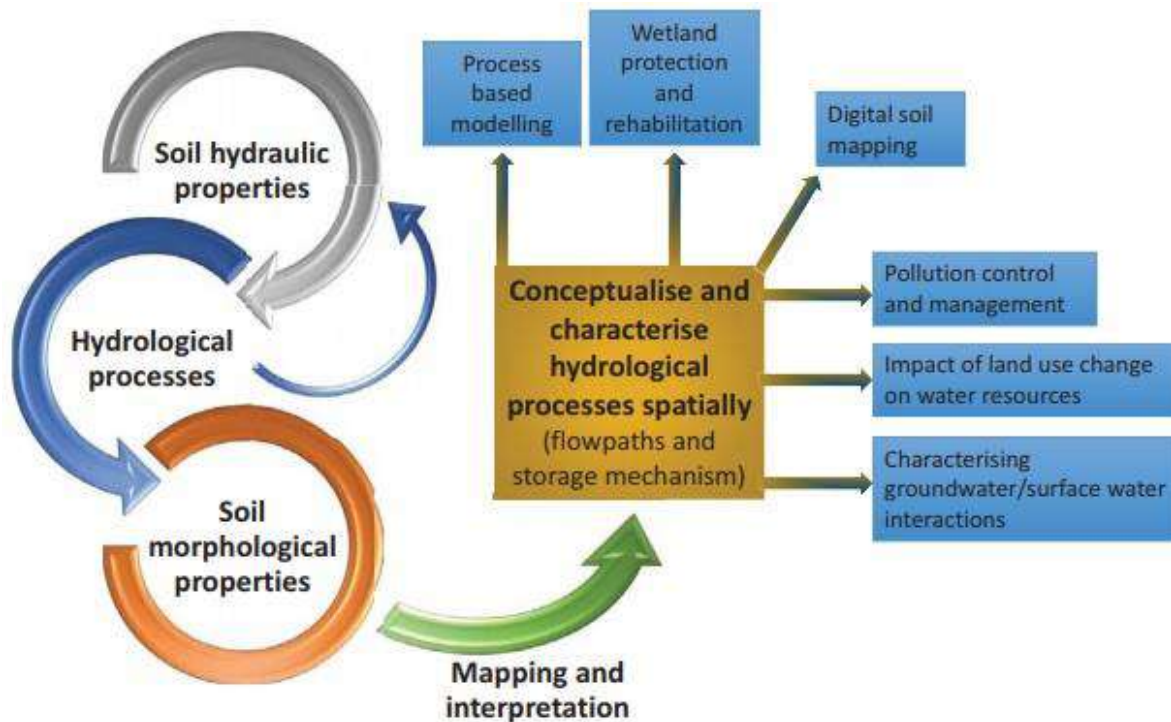 Soil hydraulic
properties
Hydrological
processes
Soil
morphological
properties
Mapping and
interpretation
Conceptualise and
characterise
hydrological
processes spatially
(flowpaths and
storage mechanism)
Process
based
modelling
Wetland
protection
and
rehabilitation
Digital soil
mapping
Pollution control
and management
Impact of land use change
on water resources
Characterising
groundwater/surface water
interactions